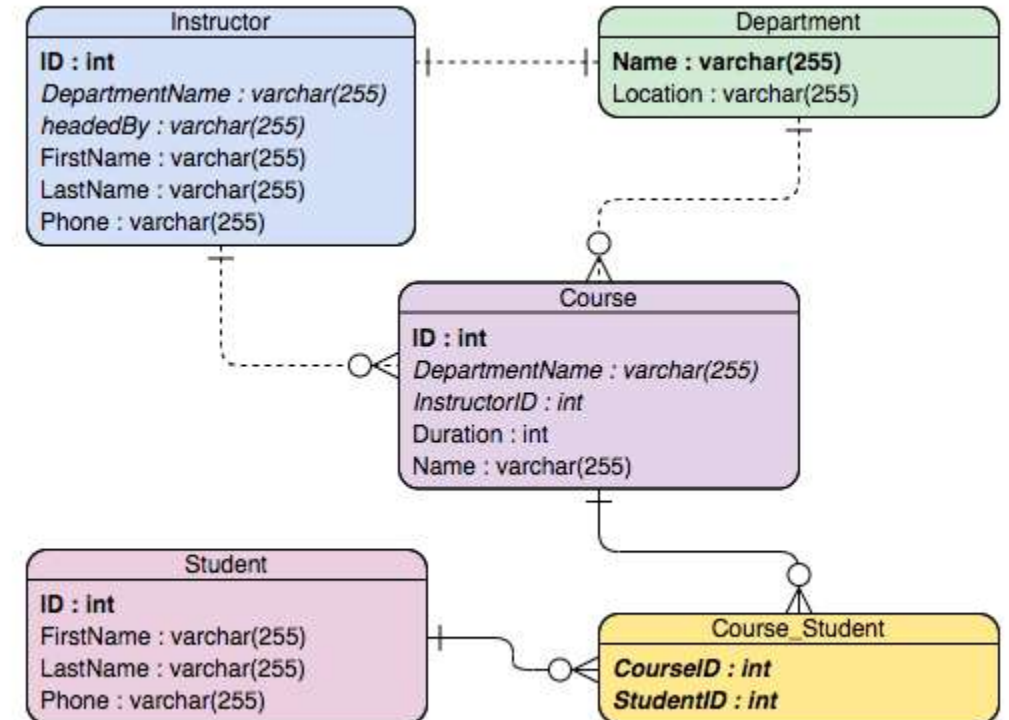 Instructor
ID : int
DepartmentName : varchar(255)
headedBy : varchar(255)
FirstName : varchar(255)
LastName : varchar(255)
Phone : varchar(255)
Department
Name : varchar(255)
Location : varchar(255)
Course
ID : int
DepartmentName : varchar(255)
InstructorID : int
Duration : int
Name : varchar(255)
Student
ID : int
FirstName : varchar(255)
LastName : varchar(255)
Phone : varchar(255)
Course_Student
CourseID : int
StudentID : int